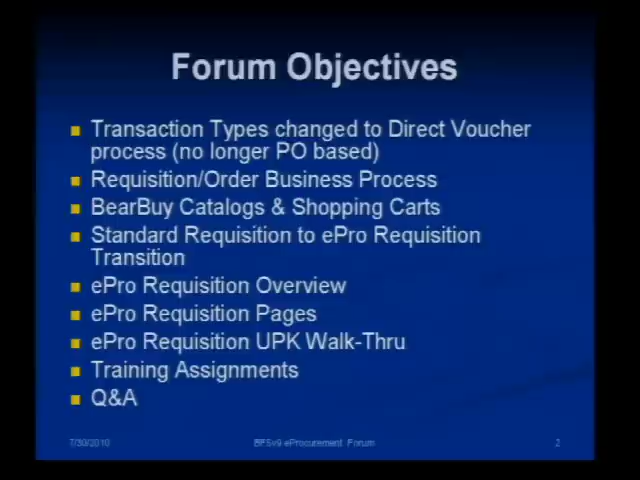 Forum Objectives
Transaction Types changed to Direct Voucher
process (no longer PO based)
Requisition/Order Business Process
BearBuy Catalogs & Shopping Carts
Standard Requisition to ePro Requisition
Transition
ePro Requisition Overview
ePro Requisition Pages
ePro Requisition UPK Walk-Thru
Training Assignments
Q&A
7/30/2010
BFSv9 eProcurement Forum
2